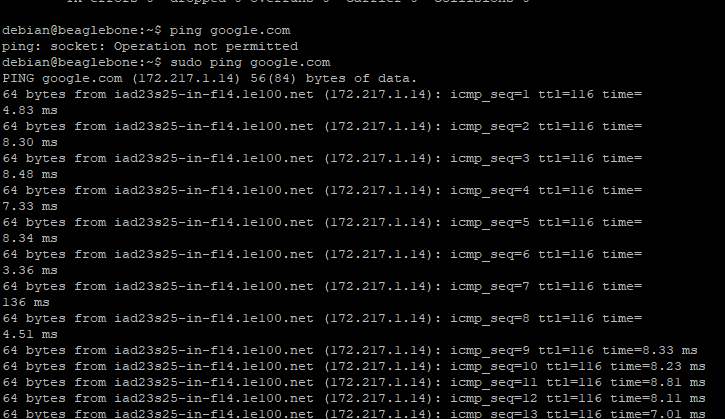 debian@beaglebone:~$ ping google.com
ping: socket: Operation not permitted
debian@beaglebone:~$ sudo ping google.com
PING google.com (172.217.1.14) 56(84) bytes of data.
64 bytes from iad23s25-in-f14.1e100.net (172.217.1.14): icmp_seq=1 ttl=116 time=
4.83 ms
64 bytes from iad23s25-in-f14.1e100.net (172.217.1.14): icmp_seq=2 ttl=116 time=
8.30 ms
64 bytes from iad23s25-in-f14.1e100.net (172.217.1.14): icmp_seq=3 ttl=116 time=
8.48 ms
64 bytes from iad23s25-in-f14.1e100.net (172.217.1.14): icmp_seq=4 ttl=116 time=
7.33 ms
64 bytes from iad23s25-in-f14.1e100.net (172.217.1.14): icmp_seq=5 ttl=116 time=
8.34 ms
64 bytes from iad23s25-in-f14.1e100.net (172.217.1.14): icmp_seq=6 ttl=116 time=
3.36 ms
64 bytes from iad23s25-in-f14.1e100.net (172.217.1.14): icmp_seq=7 ttl=116 time=
136 ms
64 bytes from iad23s25-in-f14.1e100.net (172.217.1.14): icmp_seq=8 ttl=116 time=
4.51 ms
64 bytes from iad23s25-in-f14.1e100.net (172.217.1.14): icmp_seq=9 ttl=116 time=8.33 ms
64 bytes from iad23s25-in-f14.1e100.net (172.217.1.14): icmp_seq=10 ttl=116 time=8.23 ms
64 bytes from iad23s25-in-f14.1e100.net (172.217.1.14): icmp_seq=11 ttl=116 time=8.81 ms
64 bytes from iad23s25-in-f14.1e100.net (172.217.1.14): icmp_seq=12 ttl=116 time=8.11 ms
64 bytes from iad23s25-in-f14.1e100.net (172.217.1.14): icmp_seq=13 ttl=116 time=7.01 ms